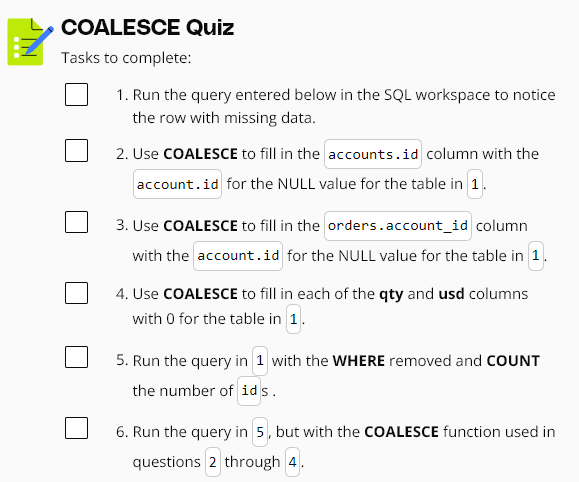 COALESCE Quiz
Tasks to complete:
1. Run the query entered below in the SQL workspace to notice
the row with missing data.
2. Use COALESCE to fill in the accounts.id column with the
account.id for the NULL value for the table in 1.
3. Use COALESCE to fill in the orders.account_id column
with the account.id for the NULL value for the table in 1.
4. Use COALESCE to fill in each of the qty and usd columns
with 0 for the table in 1.
5. Run the query in 1 with the WHERE removed and COUNT
the number of id s .
6. Run the query in 5, but with the COALESCE function used in
questions 2 through 4.